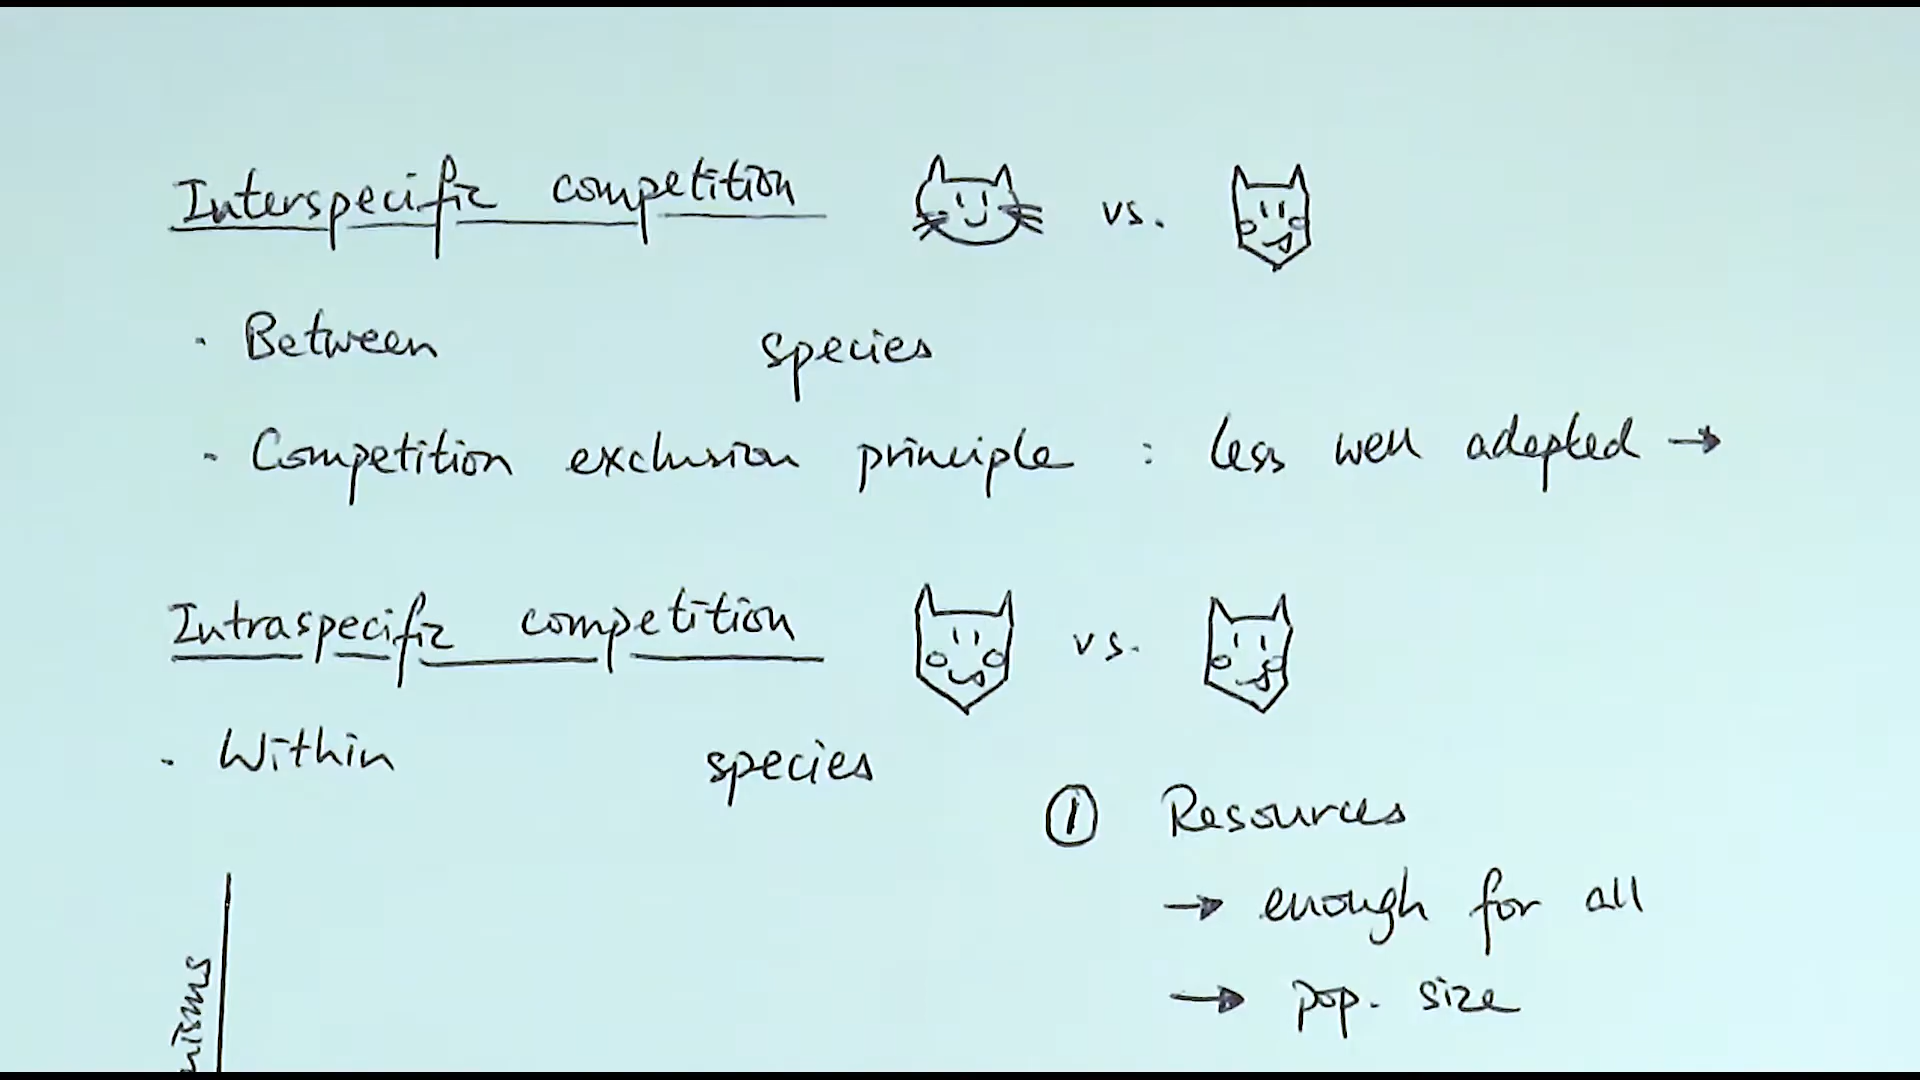 Interspecific competition vs.
· Between species
· Competition exclusion principle : less well adapted →
Intraspecific competition vs.
· Within species
① Resources
→ enough for all
→ pop. size
nisms